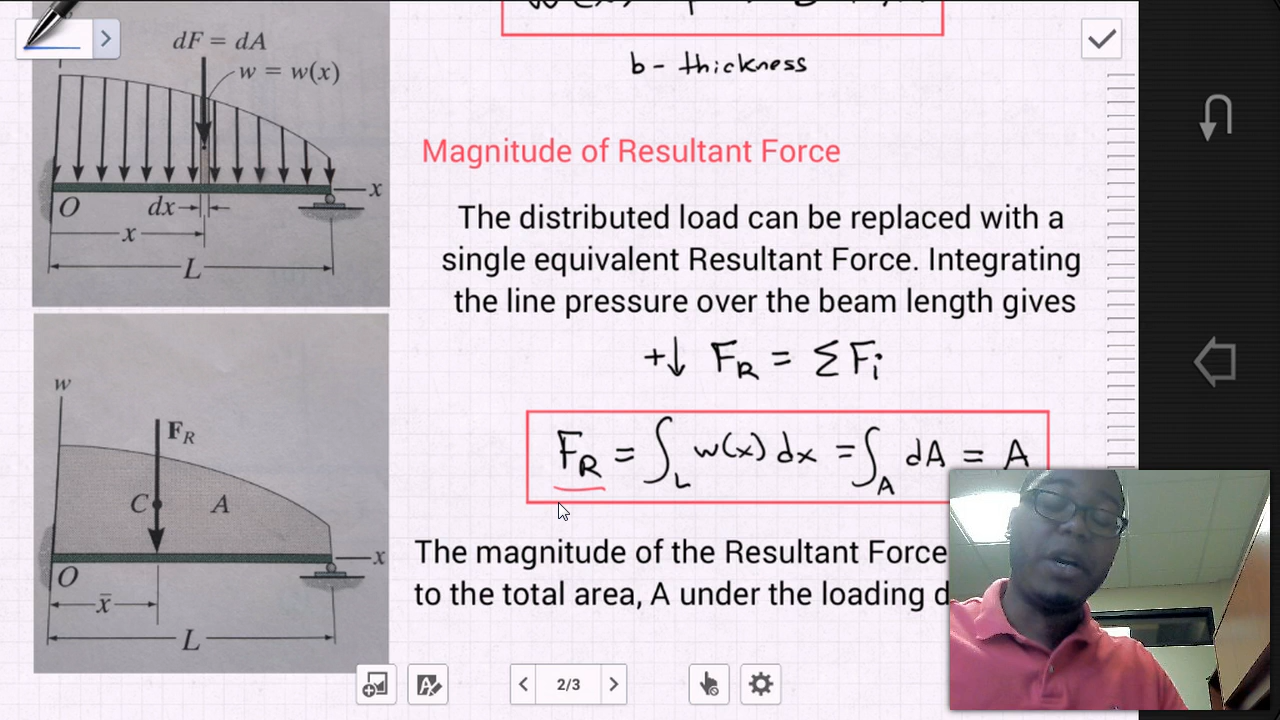 dF = dA
w = w(x)
O
dx
x
x
L
w
F_R
C
A
O
x
x̄
L
b - thickness
Magnitude of Resultant Force
The distributed load can be replaced with a
single equivalent Resultant Force. Integrating
the line pressure over the beam length gives
+↓ F_R = ΣF_i
F_R = ∫_L w(x) dx = ∫_A dA = A
The magnitude of the Resultant Force
to the total area, A under the loading d
2/3